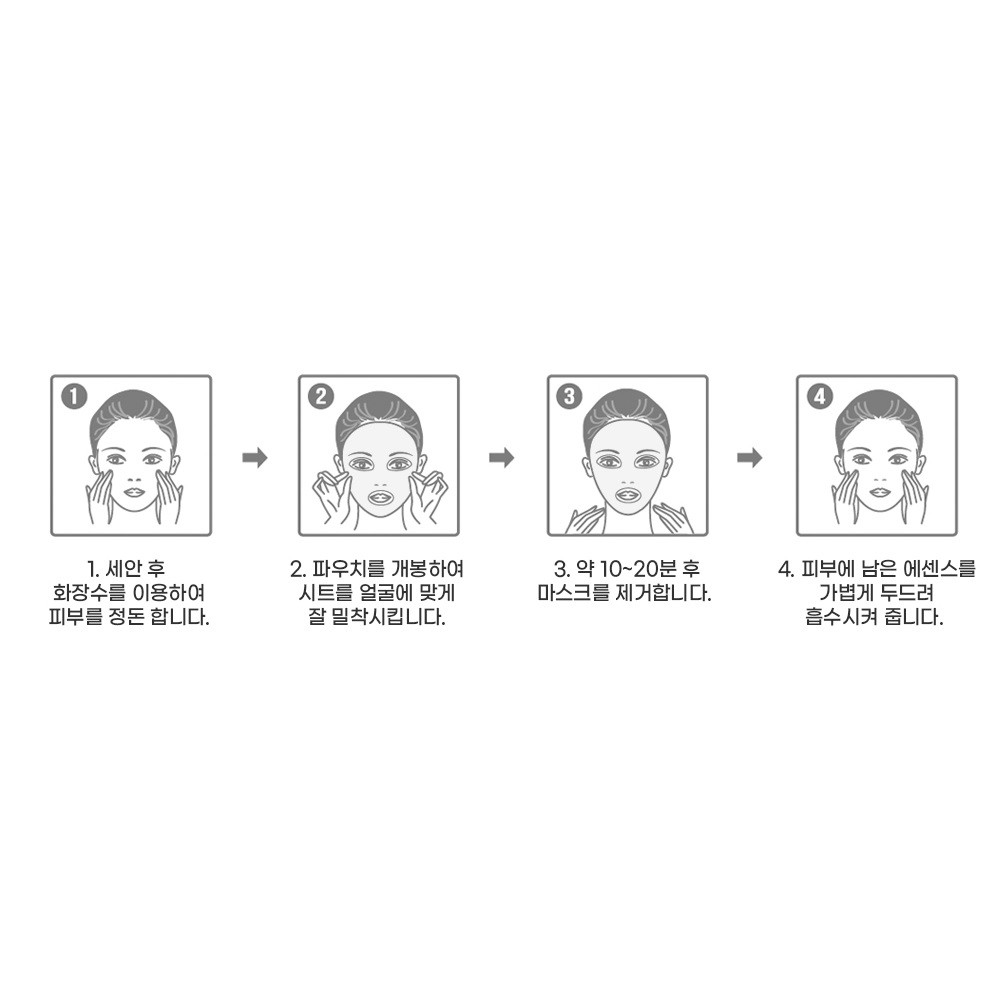 1
2
3
4
1. 세안 후
화장수를 이용하여
피부를 정돈 합니다.
2. 파우치를 개봉하여
시트를 얼굴에 맞게
잘 밀착시킵니다.
3. 약 10~20분 후
마스크를 제거합니다.
4. 피부에 남은 에센스를
가볍게 두드려
흡수시켜 줍니다.